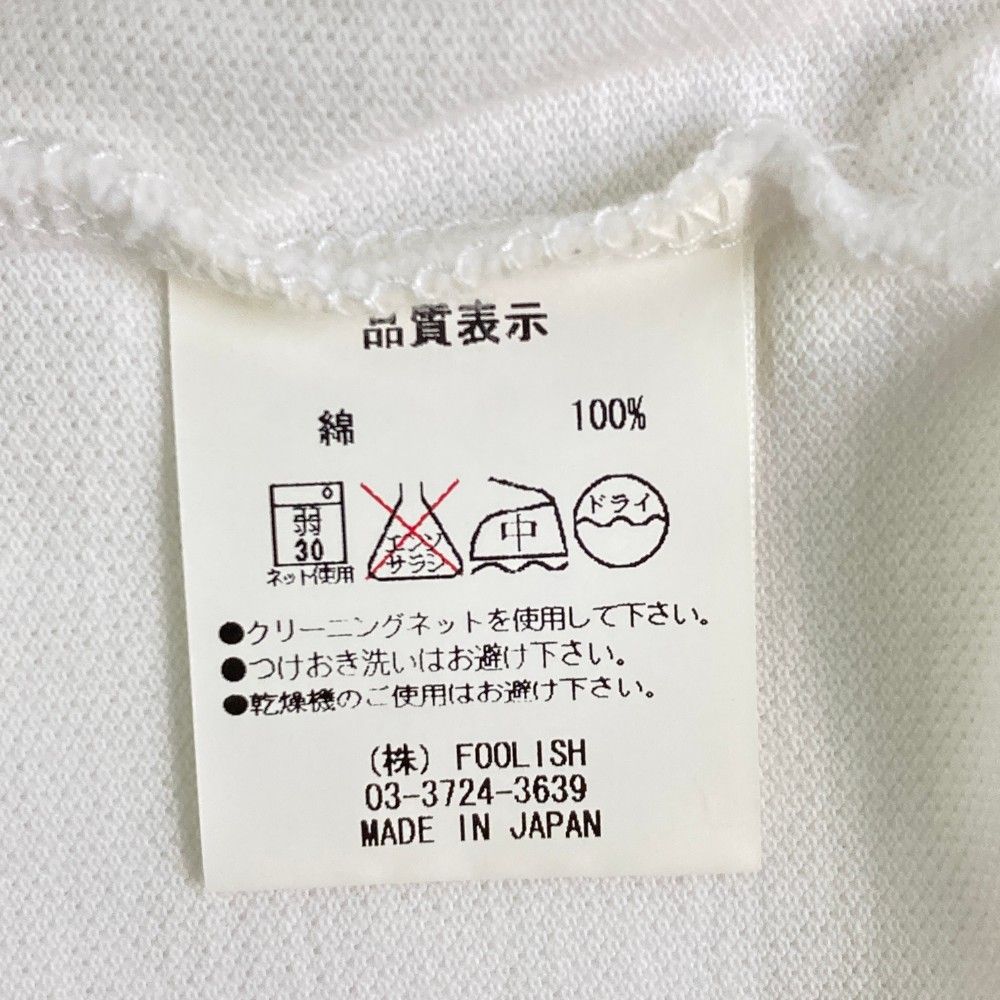 品質表示
綿 100%
弱
30
ネット使用
エンソ
サラシ
中
ドライ
●クリーニングネットを使用して下さい。
●つけおき洗いはお避け下さい。
●乾燥機のご使用はお避け下さい。
(株) FOOLISH
03-3724-3639
MADE IN JAPAN